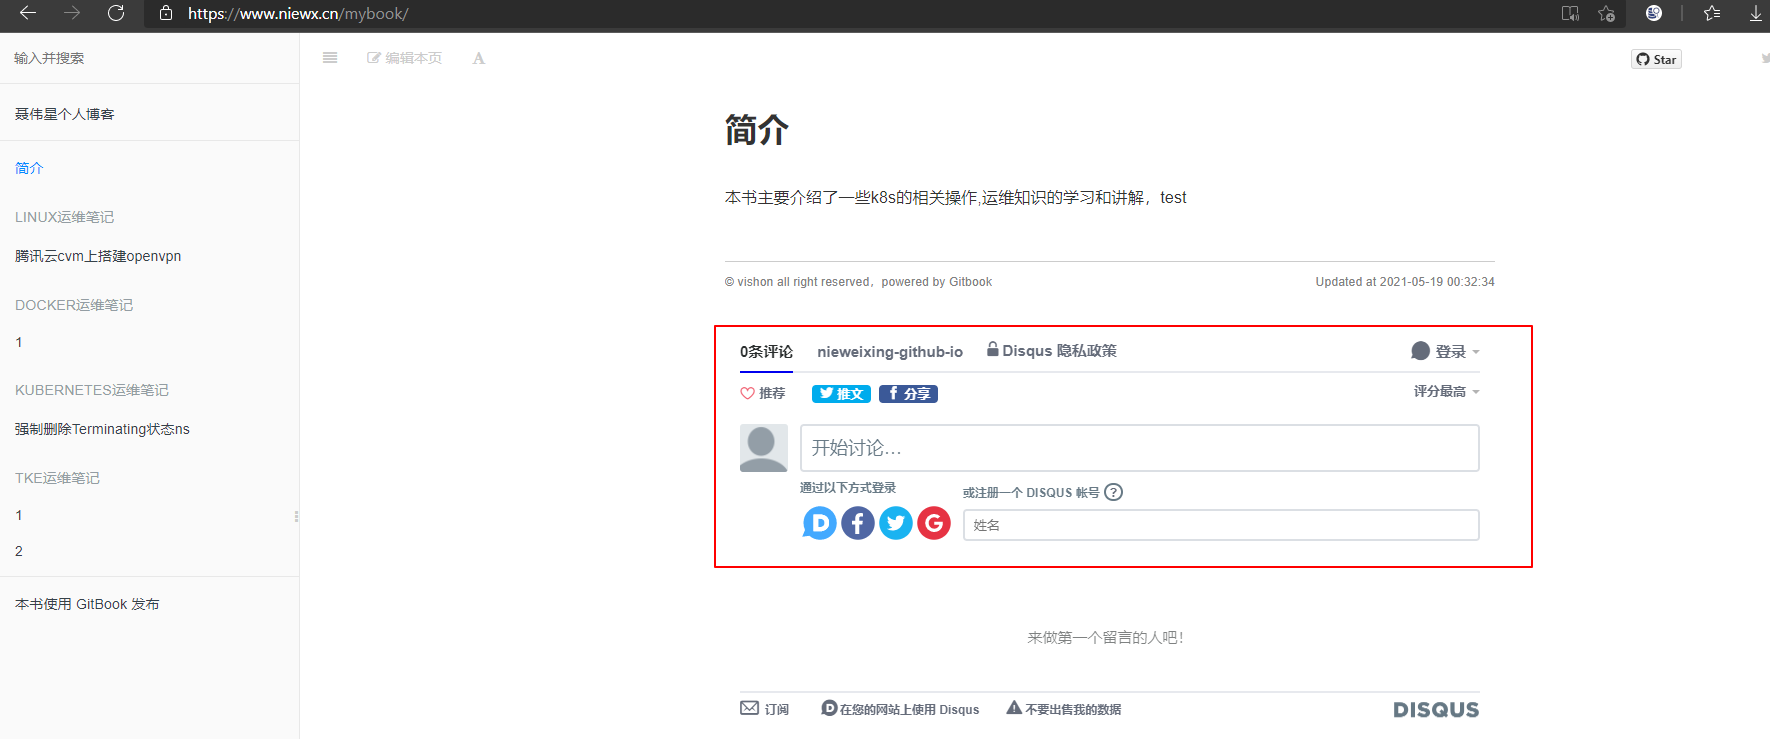 https://www.niewx.cn/mybook/
输入并搜索
编辑本页
A
Star
聂伟星个人博客
简介
LINUX运维笔记
腾讯云cvm上搭建openvpn
DOCKER运维笔记
1
KUBERNETES运维笔记
强制删除Terminating状态ns
TKE运维笔记
1
2
本书使用 GitBook 发布
简介
本书主要介绍了一些k8s的相关操作,运维知识的学习和讲解，test
© vishon all right reserved，powered by Gitbook
Updated at 2021-05-19 00:32:34
0条评论 nieweixing-github-io Disqus 隐私政策 登录
推荐 推文 分享 评分最高
开始讨论...
通过以下方式登录
或注册一个 DISQUS 帐号 ?
姓名
来做第一个留言的人吧！
订阅 在您的网站上使用 Disqus 不要出售我的数据 DISQUS